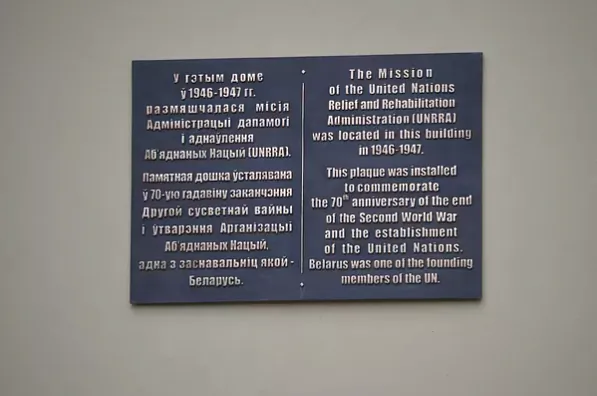 У гэтым доме
ў 1946-1947 гг.
размяшчалася місія
Адміністрацыі дапамогі
і аднаўлення
Аб'яднаных Нацый (UNRRA).
Памятная дошка ўсталявана
ў 70-ую гадавіну заканчэння
Другой сусветнай вайны
і ўтварэння Арганізацыі
Аб'яднаных Нацый,
адна з заснавальніц якой -
Беларусь.
The Mission
of the United Nations
Relief and Rehabilitation
Administration (UNRRA)
was located in this building
in 1946-1947.
This plaque was installed
to commemorate
the 70th anniversary of the end
of the Second World War
and the establishment
of the United Nations.
Belarus was one of the founding
members of the UN.